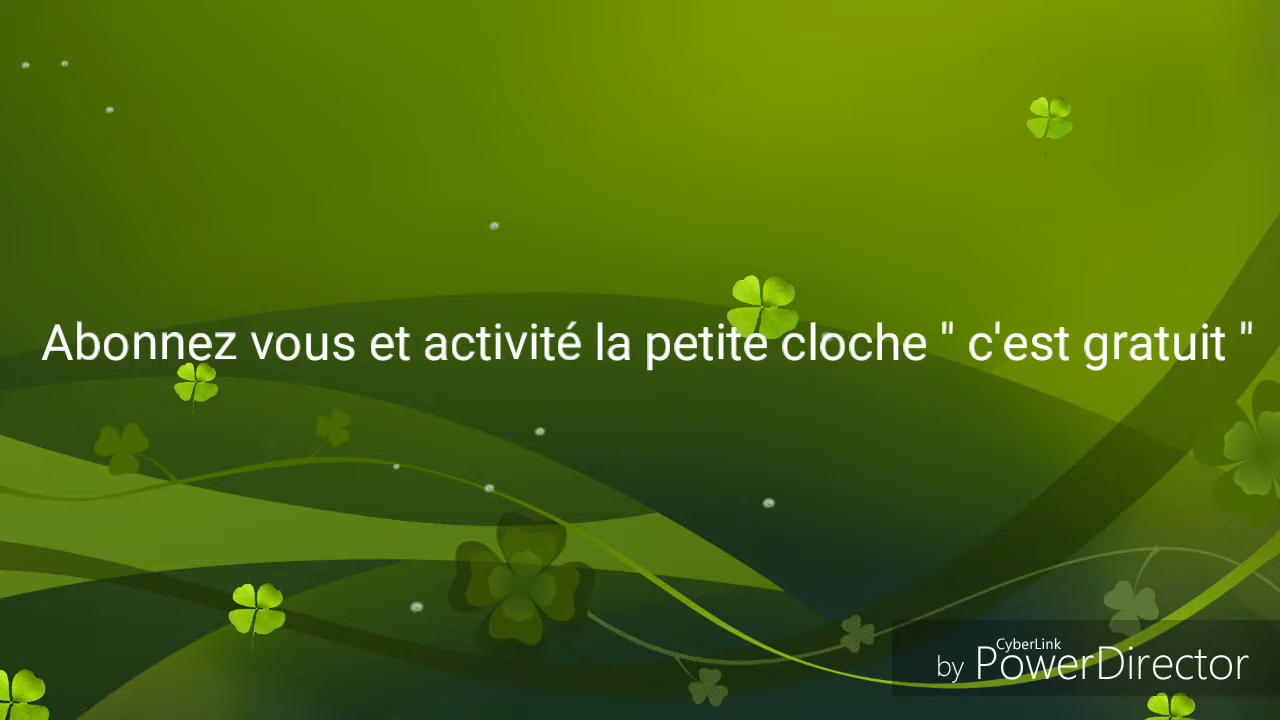 Abonnez vous et activité la petite cloche " c'est gratuit "
CyberLink
by PowerDirector